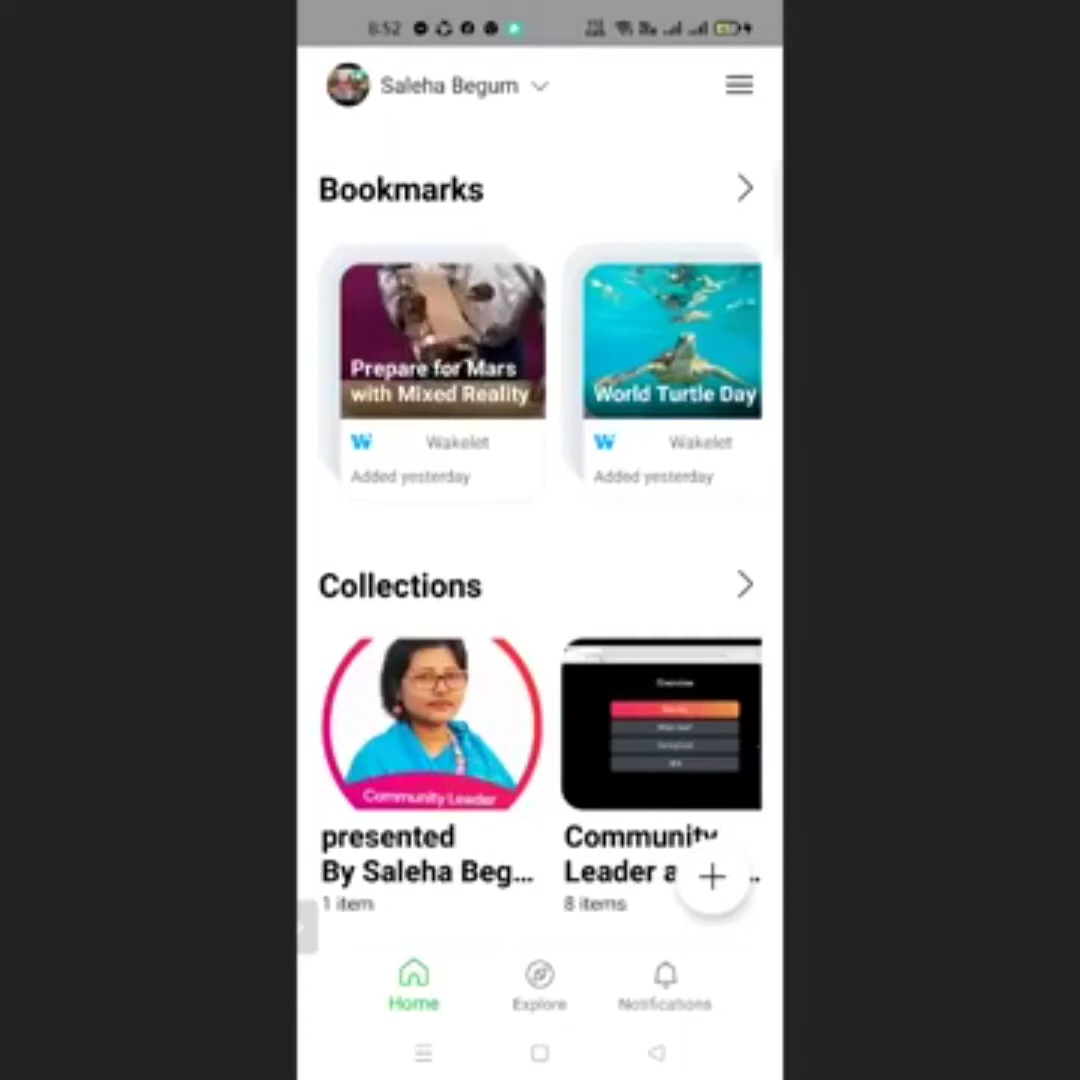 8:52
Saleha Begum
Bookmarks
Prepare for Mars
with Mixed Reality
W Wakelet
Added yesterday
World Turtle Day
W Wakelet
Added yesterday
Collections
Community Leader
presented
By Saleha Beg...
1 item
Overview
Community
Leader a
8 items
Home
Explore
Notifications